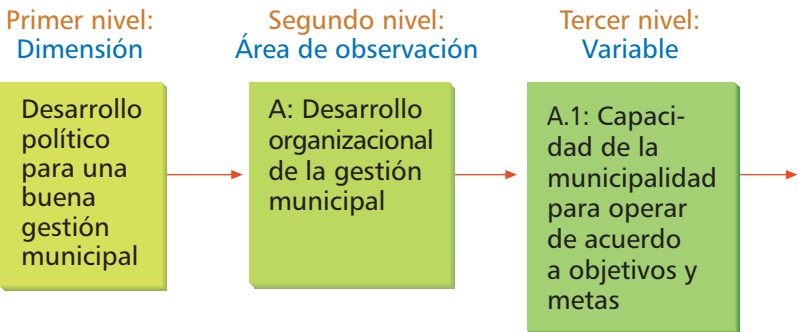 Primer nivel:
Dimensión
Segundo nivel:
Área de observación
Tercer nivel:
Variable
Desarrollo
político
para una
buena
gestión
municipal
A: Desarrollo
organizacional
de la gestión
municipal
A.1: Capaci-
dad de la
municipalidad
para operar
de acuerdo
a objetivos y
metas